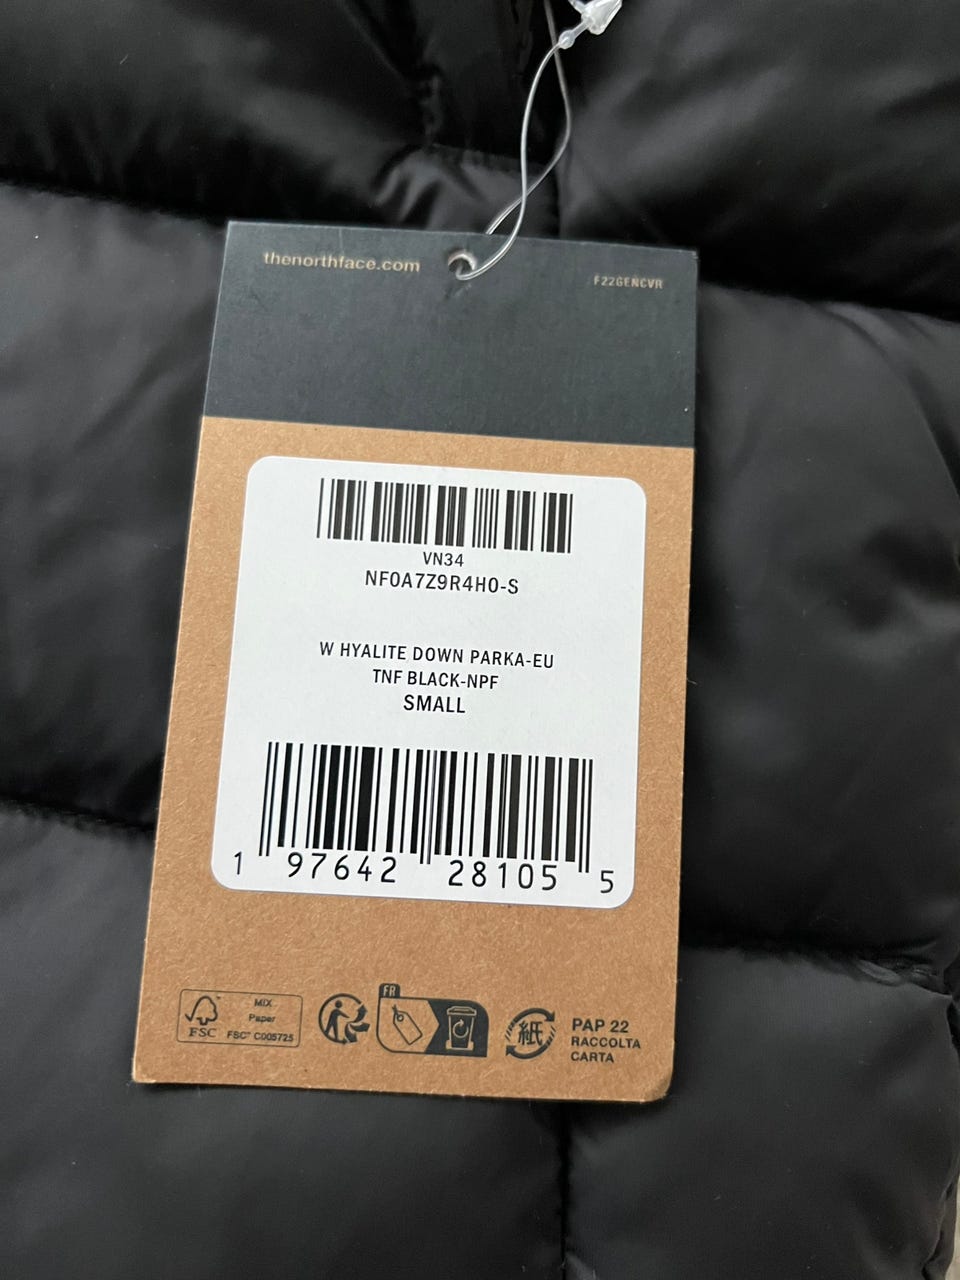 thenorthface.com
F22GENCVR
VN34
NF0A7Z9R4H0-S
W HYALITE DOWN PARKA-EU
TNF BLACK-NPF
SMALL
1 97642 28105 5
FSC
MIX
Paper
FSC® C005725
FR
紙
PAP 22
RACCOLTA
CARTA